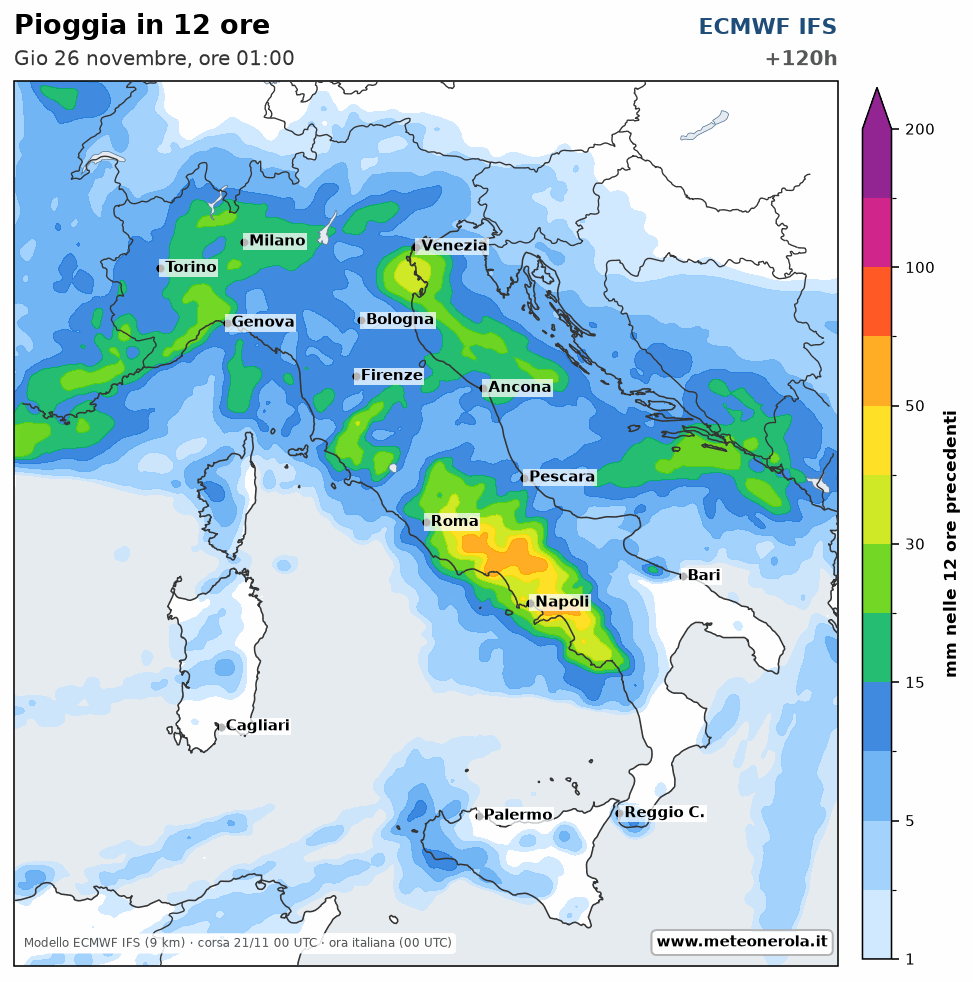 Pioggia in 12 ore
ECMWF IFS
Gio 26 novembre, ore 01:00
+120h
200
100
50
30
15
5
1
mm nelle 12 ore precedenti
Venezia
Milano
Torino
Genova
Bologna
Firenze
Ancona
Pescara
Roma
Bari
Napoli
Cagliari
Palermo
Reggio C.
Modello ECMWF IFS (9 km) · corsa 21/11 00 UTC · ora italiana (00 UTC)
www.meteonerola.it